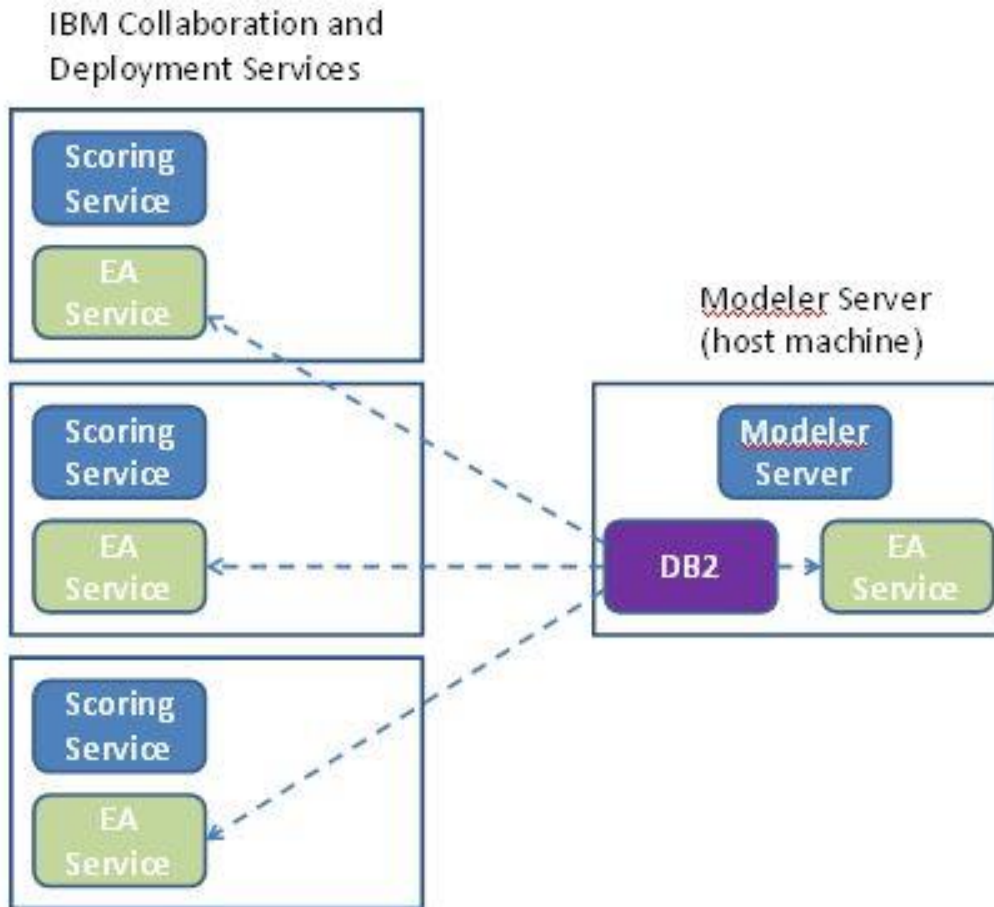 IBM Collaboration and
Deployment Services
Scoring
Service
EA
Service
Scoring
Service
EA
Service
Scoring
Service
EA
Service
Modeler Server
(host machine)
Modeler
Server
DB2
EA
Service